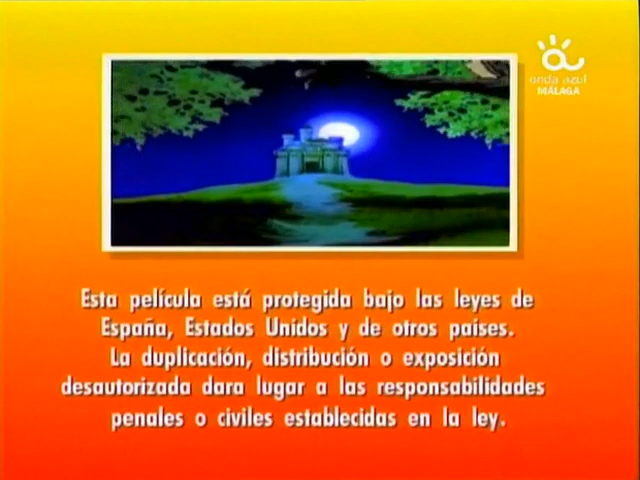 onda azul
MÁLAGA
Esta película está protegida bajo las leyes de
España, Estados Unidos y de otros paises.
La duplicación, distribución o exposición
desautorizada dara lugar a las responsabilidades
penales o civiles establecidas en la ley.